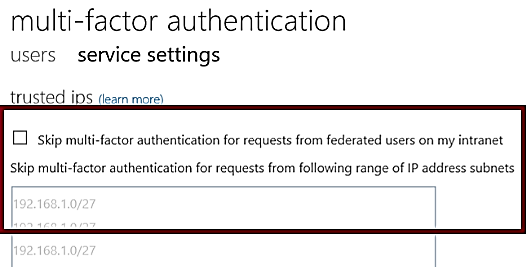 multi-factor authentication
users service settings
trusted ips (learn more)
Skip multi-factor authentication for requests from federated users on my intranet
Skip multi-factor authentication for requests from following range of IP address subnets
192.168.1.0/27
192.168.1.0/27
192.168.1.0/27